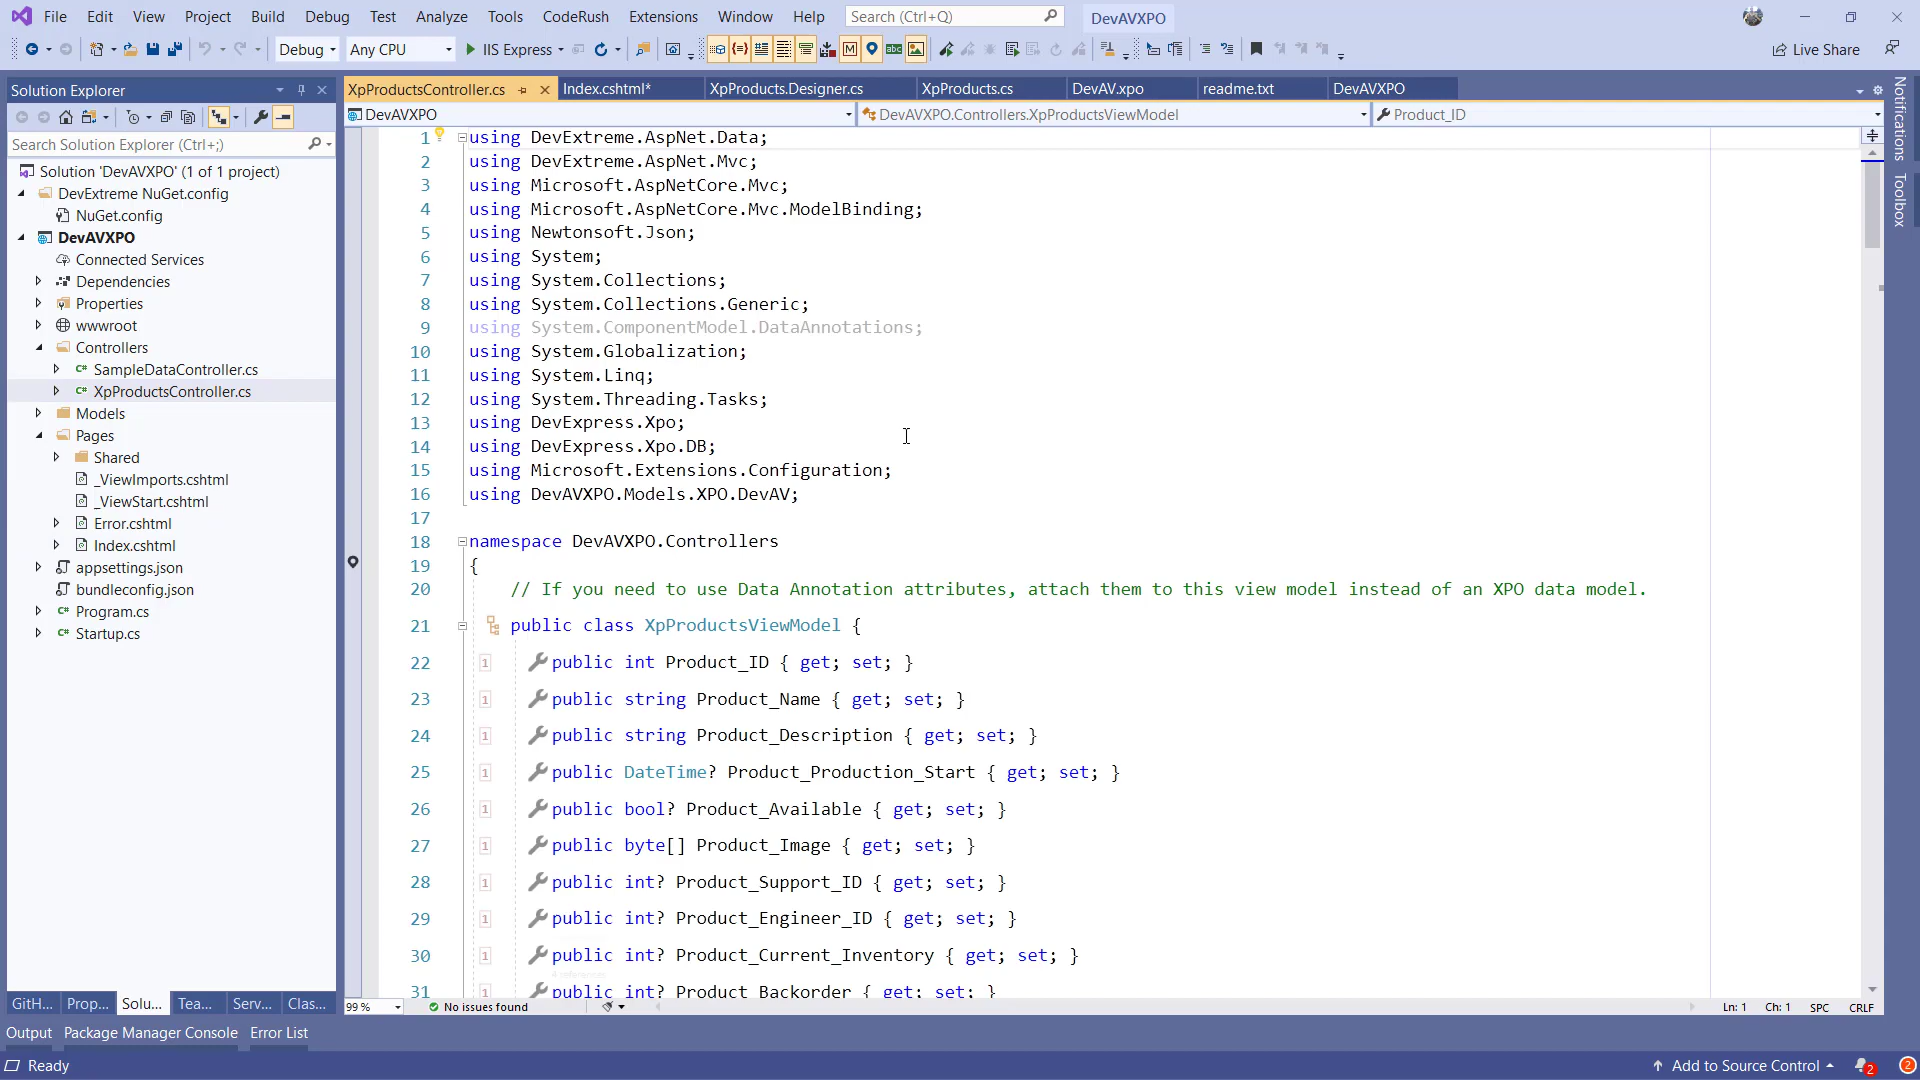 File Edit View Project Build Debug Test Analyze Tools CodeRush Extensions Window Help Search (Ctrl+Q) DevAVXPO
Debug Any CPU IIS Express Live Share
Solution Explorer
Search Solution Explorer (Ctrl+;)
Solution 'DevAVXPO' (1 of 1 project)
DevExtreme NuGet.config
NuGet.config
DevAVXPO
Connected Services
Dependencies
Properties
wwwroot
Controllers
SampleDataController.cs
XpProductsController.cs
Models
Pages
Shared
_ViewImports.cshtml
_ViewStart.cshtml
Error.cshtml
Index.cshtml
appsettings.json
bundleconfig.json
Program.cs
Startup.cs
GitH... Prop... Solu... Tea... Serv... Clas...
XpProductsController.cs Index.cshtml* XpProducts.Designer.cs XpProducts.cs DevAV.xpo readme.txt DevAVXPO
DevAVXPO DevAVXPO.Controllers.XpProductsViewModel Product_ID
1 using DevExtreme.AspNet.Data;
2 using DevExtreme.AspNet.Mvc;
3 using Microsoft.AspNetCore.Mvc;
4 using Microsoft.AspNetCore.Mvc.ModelBinding;
5 using Newtonsoft.Json;
6 using System;
7 using System.Collections;
8 using System.Collections.Generic;
9 using System.ComponentModel.DataAnnotations;
10 using System.Globalization;
11 using System.Linq;
12 using System.Threading.Tasks;
13 using DevExpress.Xpo;
14 using DevExpress.Xpo.DB;
15 using Microsoft.Extensions.Configuration;
16 using DevAVXPO.Models.XPO.DevAV;
17
18 namespace DevAVXPO.Controllers
19 {
20 // If you need to use Data Annotation attributes, attach them to this view model instead of an XPO data model.
21 public class XpProductsViewModel {
22 1 public int Product_ID { get; set; }
23 1 public string Product_Name { get; set; }
24 1 public string Product_Description { get; set; }
25 1 public DateTime? Product_Production_Start { get; set; }
26 1 public bool? Product_Available { get; set; }
27 1 public byte[] Product_Image { get; set; }
28 1 public int? Product_Support_ID { get; set; }
29 1 public int? Product_Engineer_ID { get; set; }
30 1 public int? Product_Current_Inventory { get; set; }
4 references
31 1 public int? Product_Backorder { get; set; }
99 % No issues found Ln: 1 Ch: 1 SPC CRLF
Notifications
Toolbox
Output Package Manager Console Error List
Ready Add to Source Control 2 2